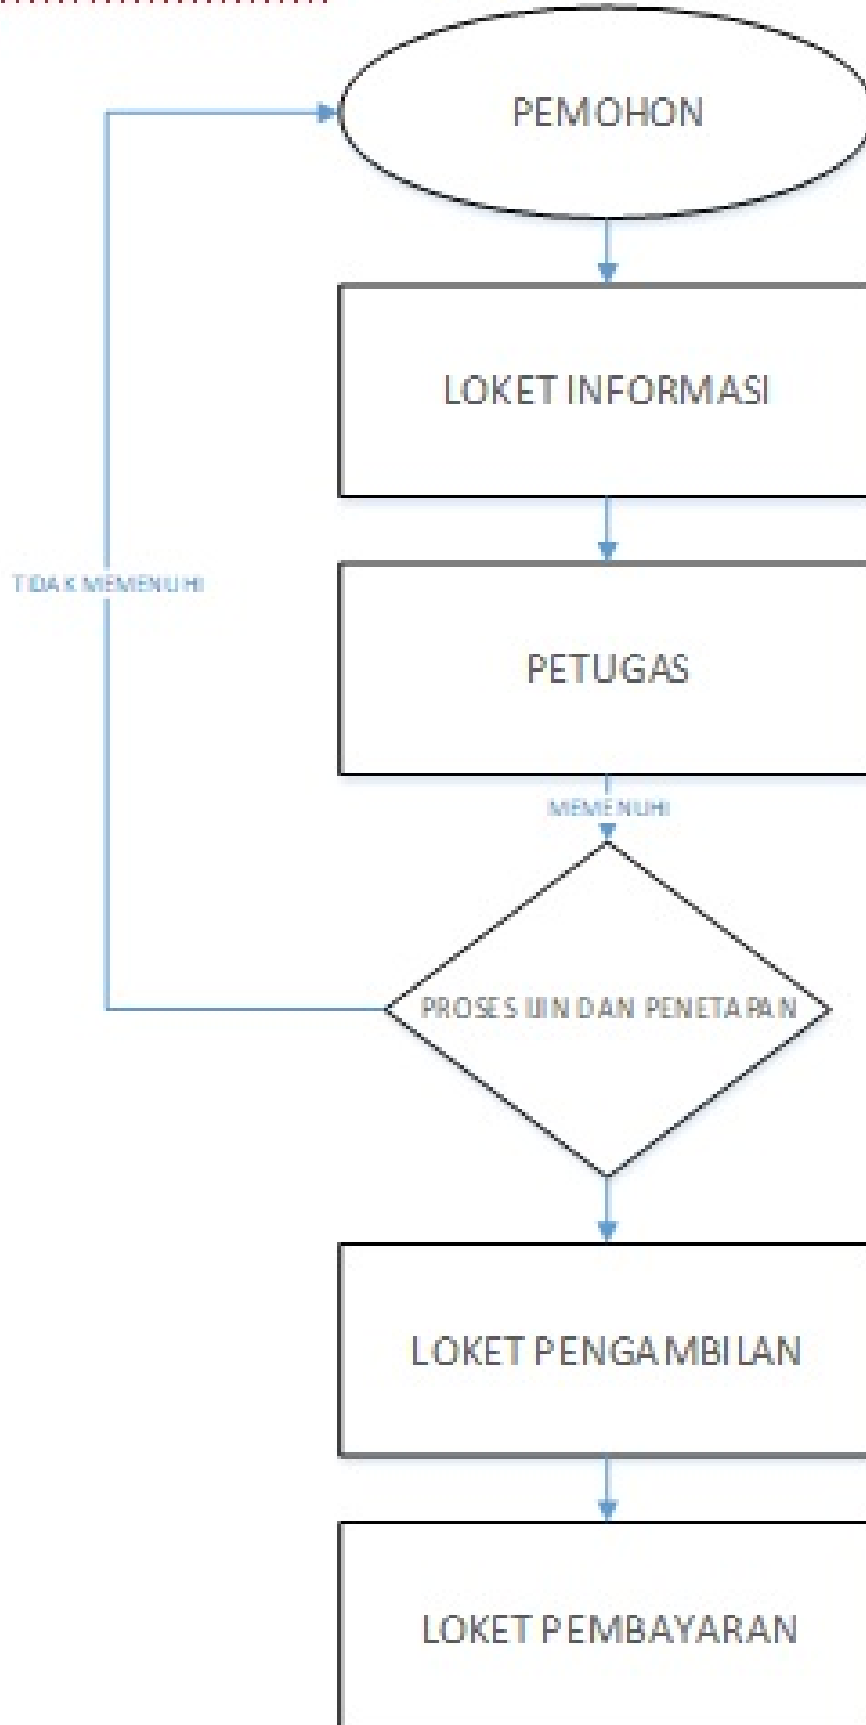 PEMOHON
LOKET INFORMASI
TIDAK MEMENUHI
PETUGAS
MEMENUHI
PROSES IJIN DAN PENETAPAN
LOKET PENGAMBILAN
LOKET PEMBAYARAN